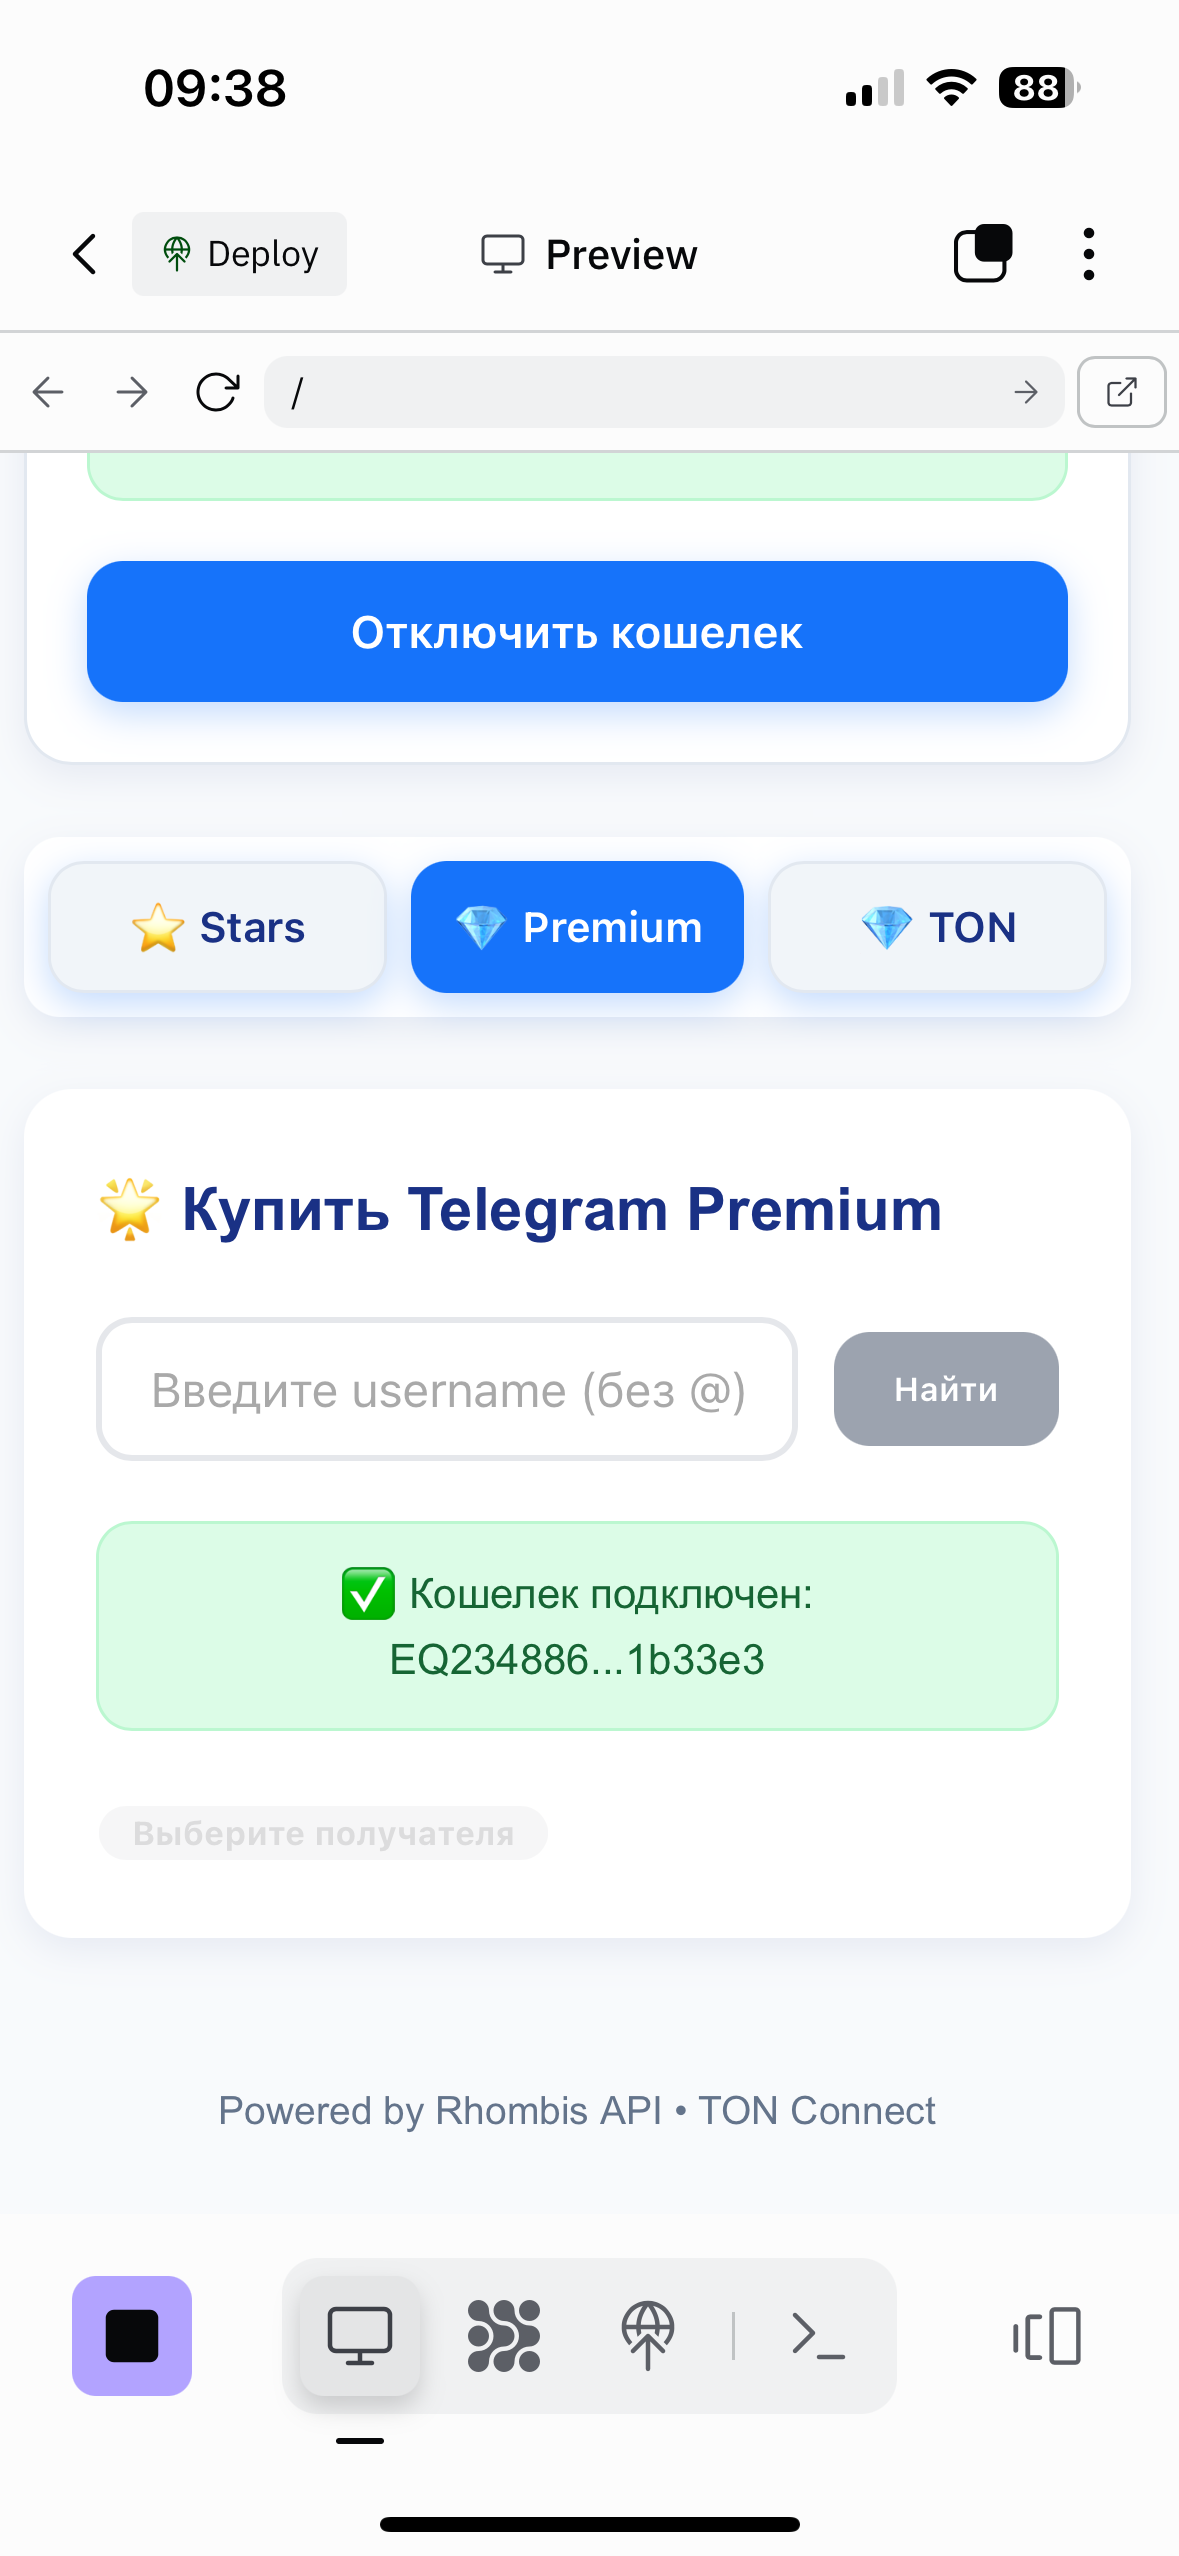 09:38
88
Deploy
Preview
/
Отключить кошелек
Stars
Premium
TON
Купить Telegram Premium
Введите username (без @)
Найти
Кошелек подключен:
EQ234886...1b33e3
Выберите получателя
Powered by Rhombis API • TON Connect